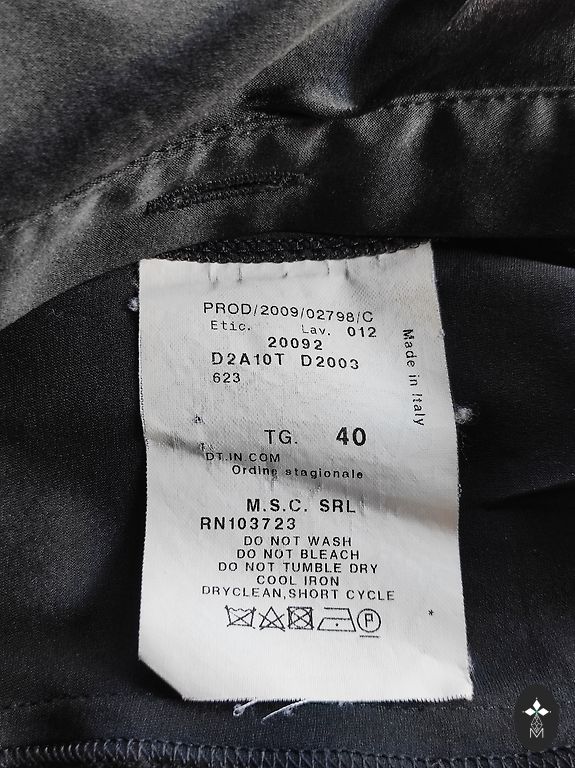 PROD/2009/02798/C
Etic. Lav. 012
20092
D2A10T D2003
623
Made in Italy
TG. 40
DT.IN.COM
Ordine stagionale
M.S.C. SRL
RN103723
DO NOT WASH
DO NOT BLEACH
DO NOT TUMBLE DRY
COOL IRON
DRYCLEAN,SHORT CYCLE
P
*
M